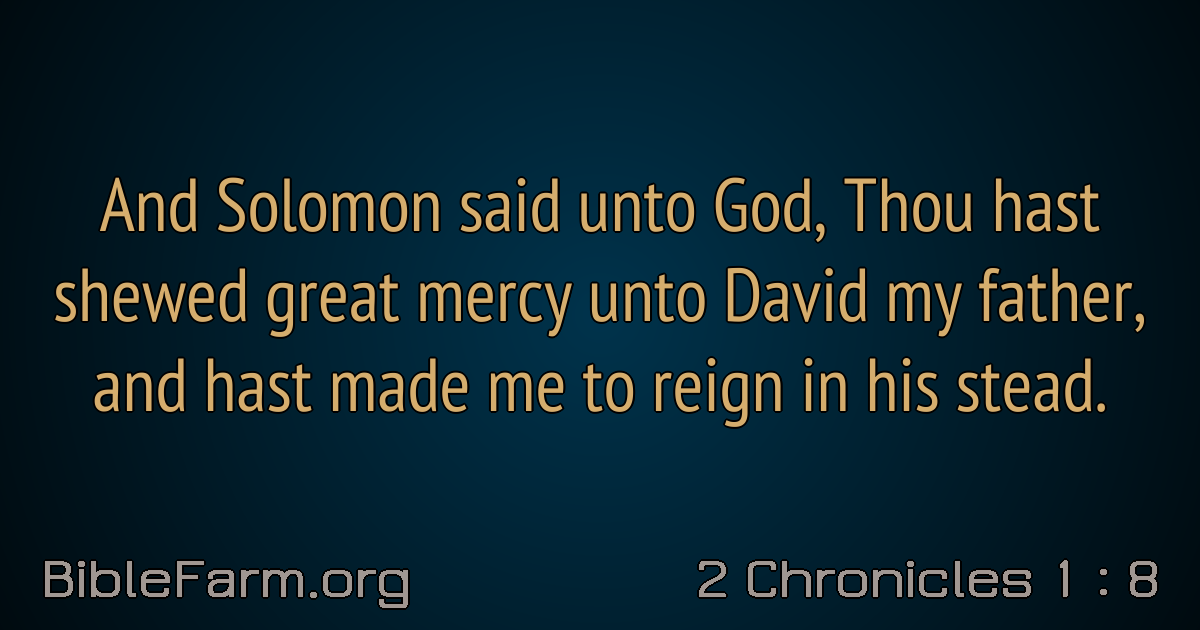 And Solomon said unto God, Thou hast
shewed great mercy unto David my father,
and hast made me to reign in his stead.
BibleFarm.org
2 Chronicles 1 : 8